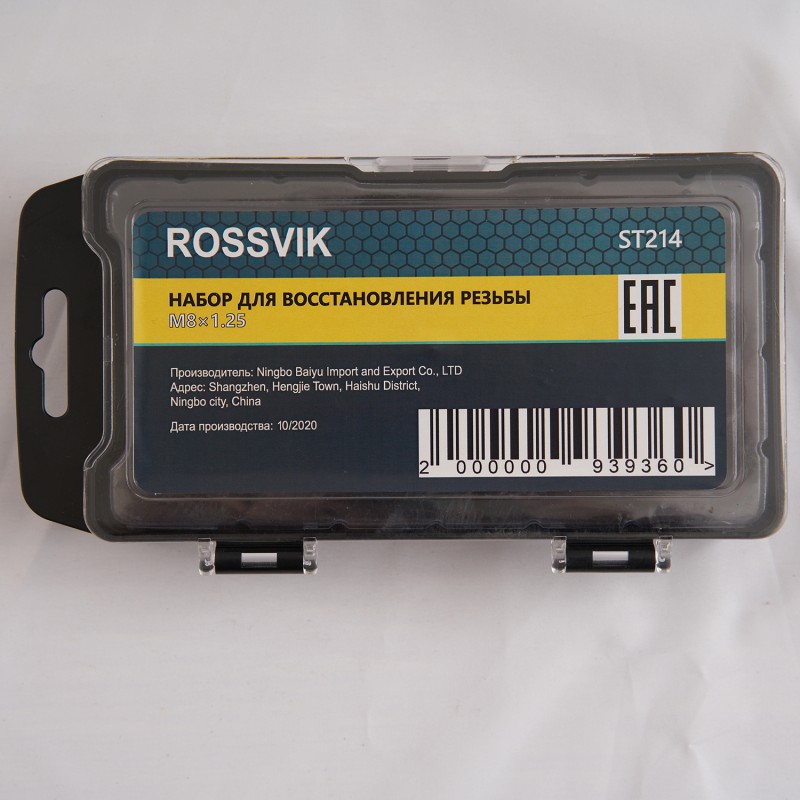 ROSSVIK
ST214
НАБОР ДЛЯ ВОССТАНОВЛЕНИЯ РЕЗЬБЫ
M8×1.25
EAC
Производитель: Ningbo Baiyu Import and Export Co., LTD
Адрес: Shangzhen, Hengjie Town, Haishu District,
Ningbo city, China
Дата производства: 10/2020
2 000000 939360 >